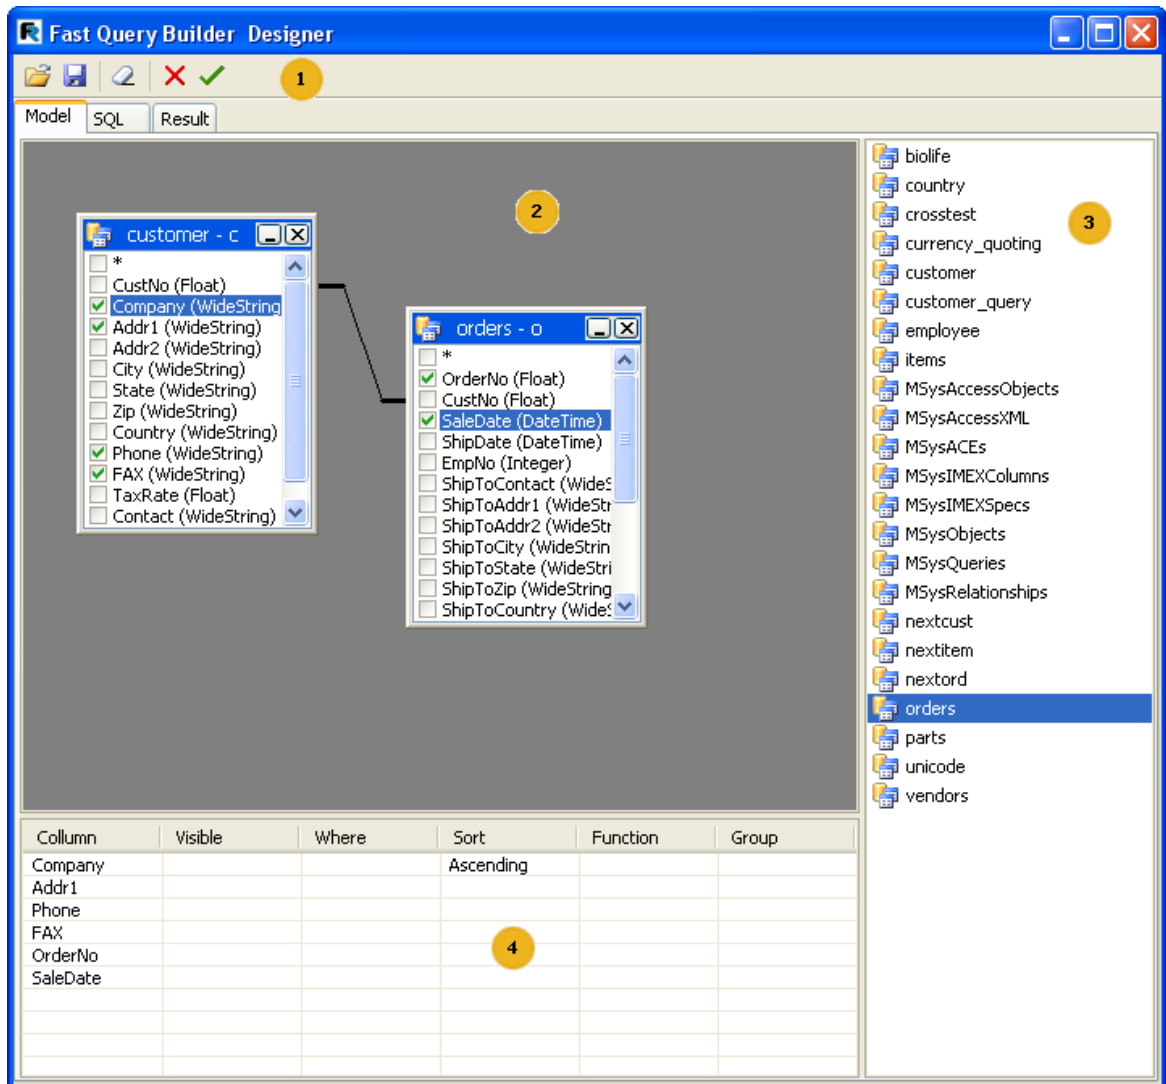 Fast Query Builder Designer
1
Model SQL Result
2
customer - c
*
CustNo (Float)
Company (WideString
Addr1 (WideString)
Addr2 (WideString)
City (WideString)
State (WideString)
Zip (WideString)
Country (WideString)
Phone (WideString)
FAX (WideString)
TaxRate (Float)
Contact (WideString)
orders - o
*
OrderNo (Float)
CustNo (Float)
SaleDate (DateTime)
ShipDate (DateTime)
EmpNo (Integer)
ShipToContact (WideS
ShipToAddr1 (WideStr
ShipToAddr2 (WideStr
ShipToCity (WideStrin
ShipToState (WideStri
ShipToZip (WideString
ShipToCountry (WideS
3
biolife
country
crosstest
currency_quoting
customer
customer_query
employee
items
MSysAccessObjects
MSysAccessXML
MSysACEs
MSysIMEXColumns
MSysIMEXSpecs
MSysObjects
MSysQueries
MSysRelationships
nextcust
nextitem
nextord
orders
parts
unicode
vendors
Collumn Visible Where Sort Function Group
Company Ascending
Addr1
Phone
FAX
OrderNo
SaleDate
4